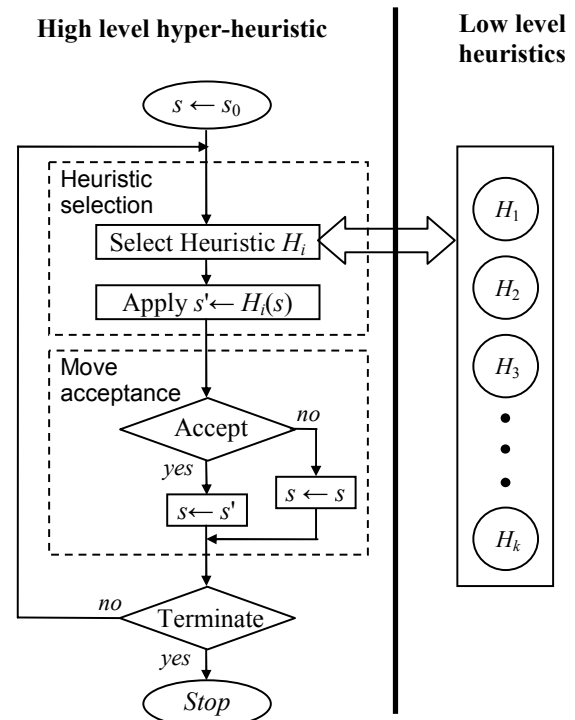 High level hyper-heuristic
s ← s₀
Heuristic
selection
Select Heuristic Hᵢ
Apply s'← Hᵢ(s)
Move
acceptance
Accept
no
yes
s← s'
s ← s
Terminate
no
yes
Stop
Low level
heuristics
H₁
H₂
H₃
Hₖ